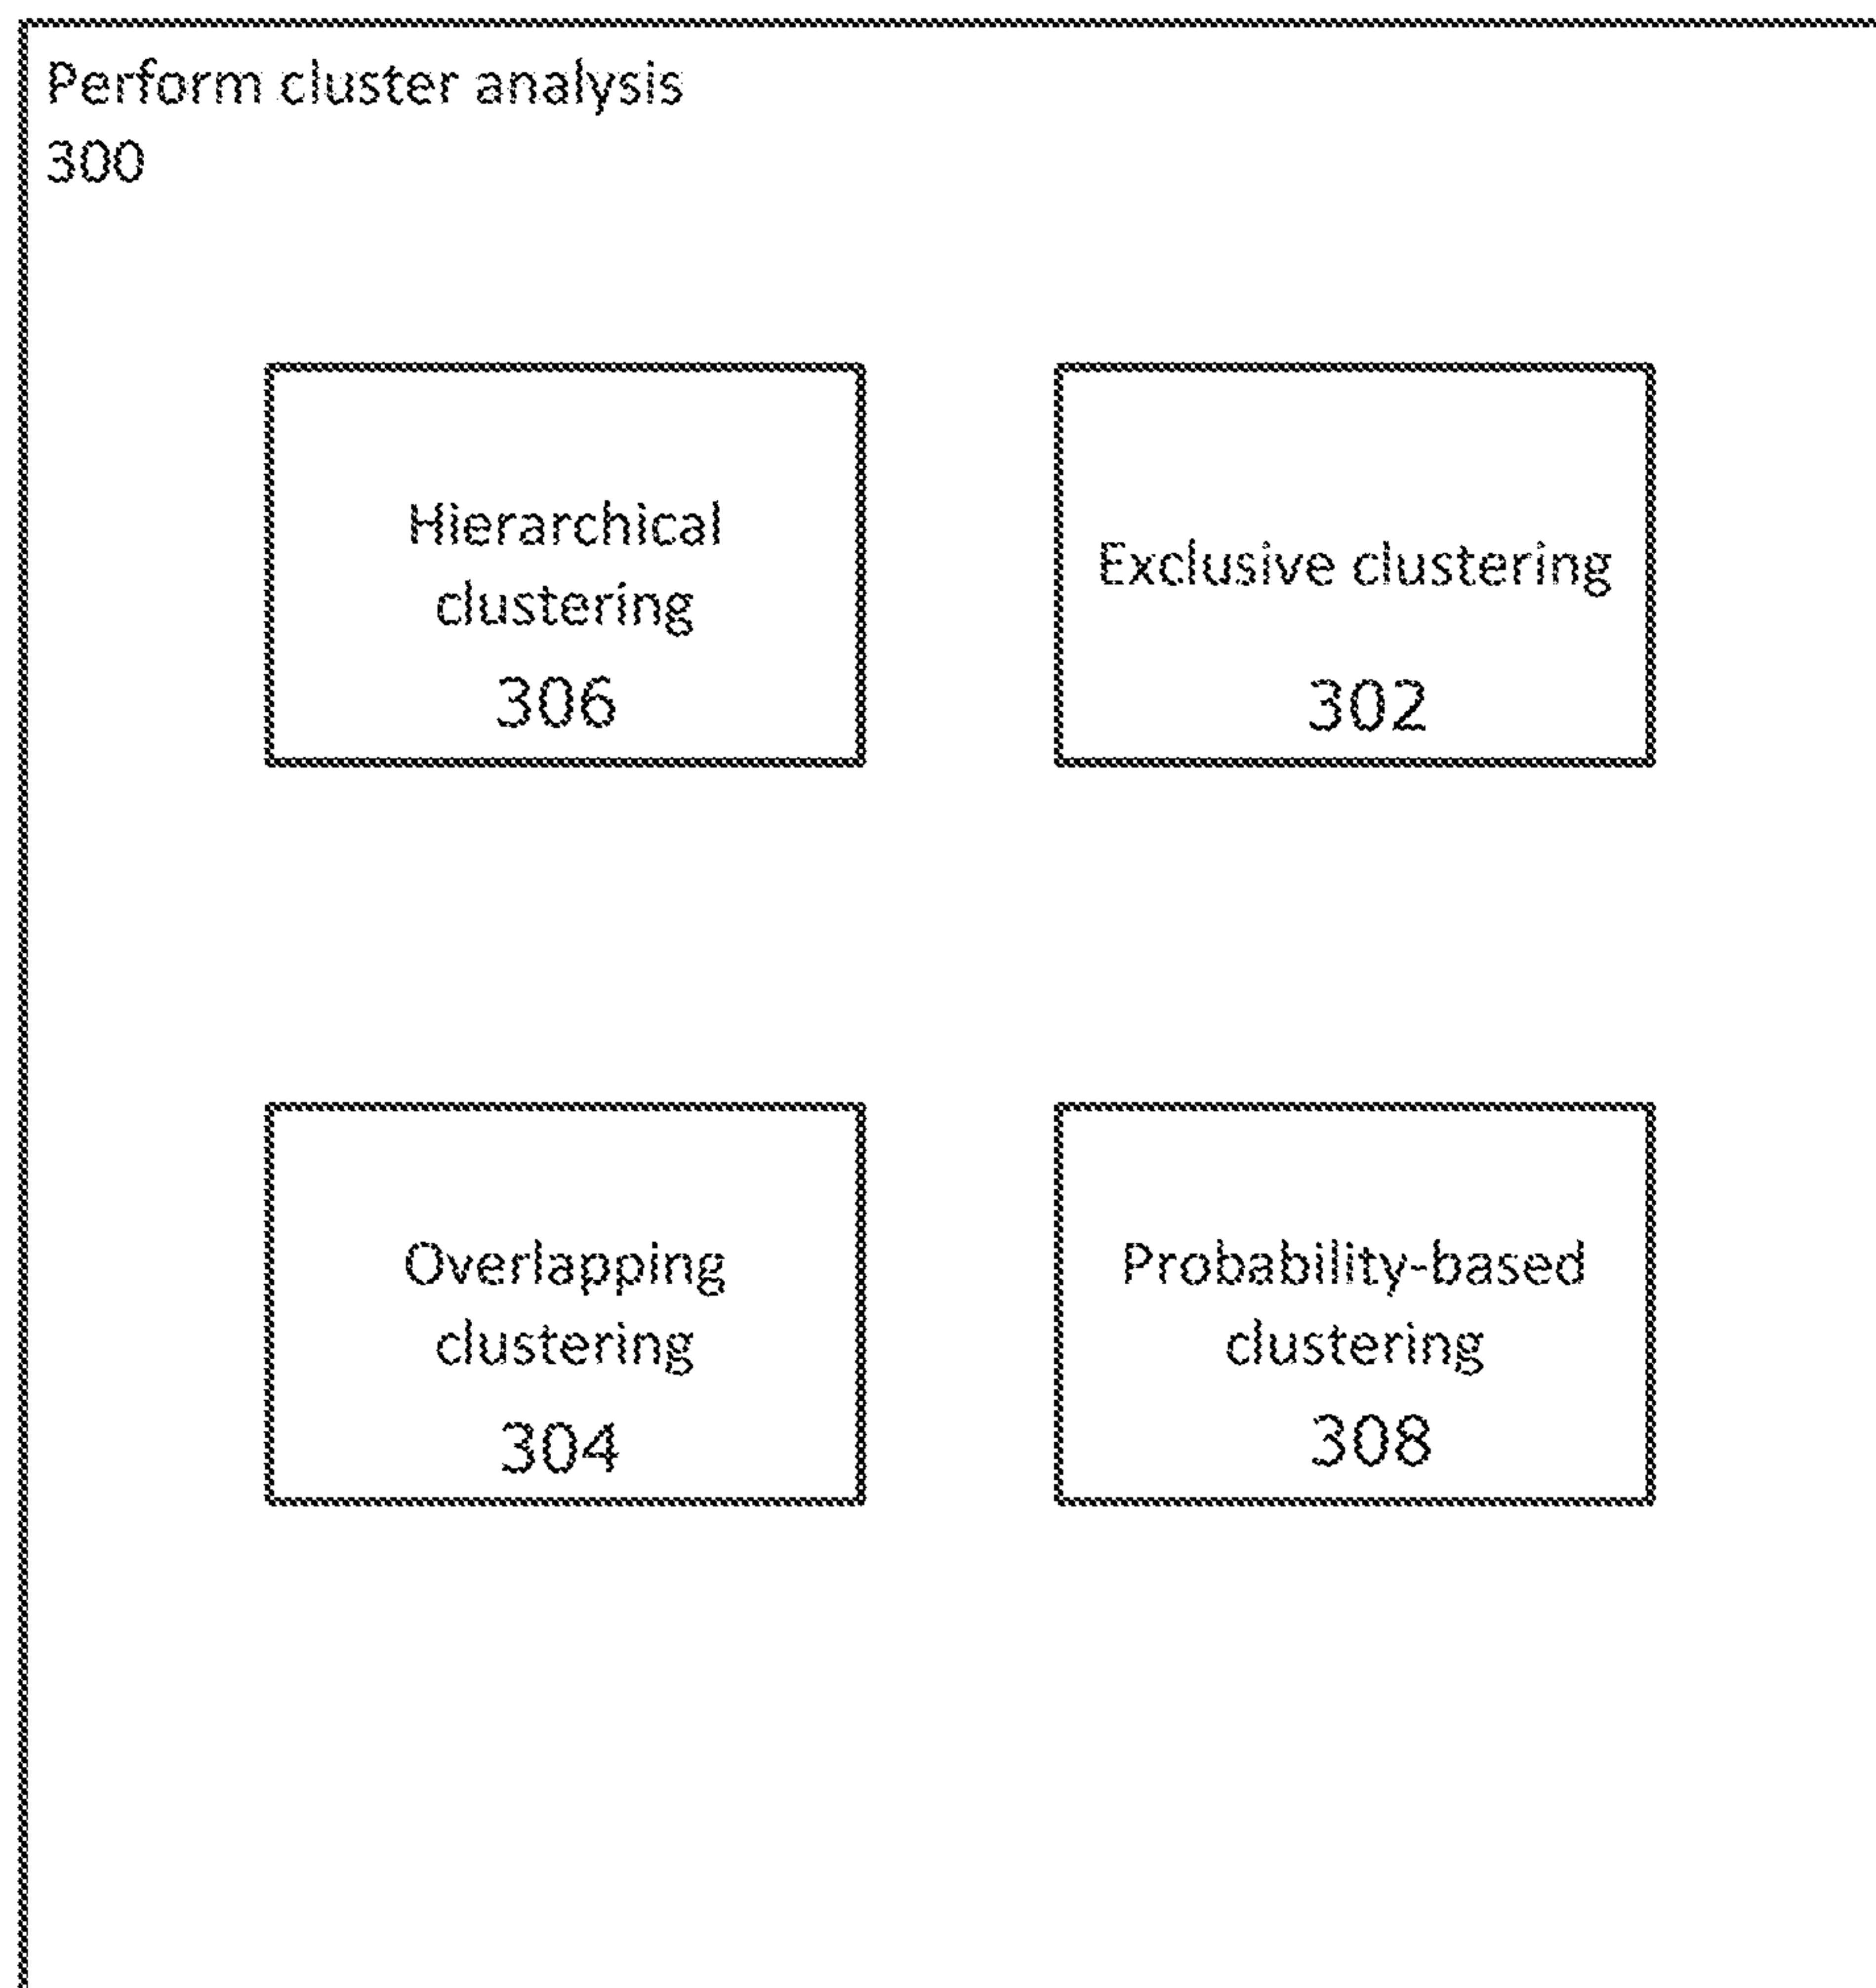 Perform cluster analysis
300
Hierarchical
clustering
306
Exclusive clustering
302
Overlapping
clustering
304
Probability-based
clustering
308